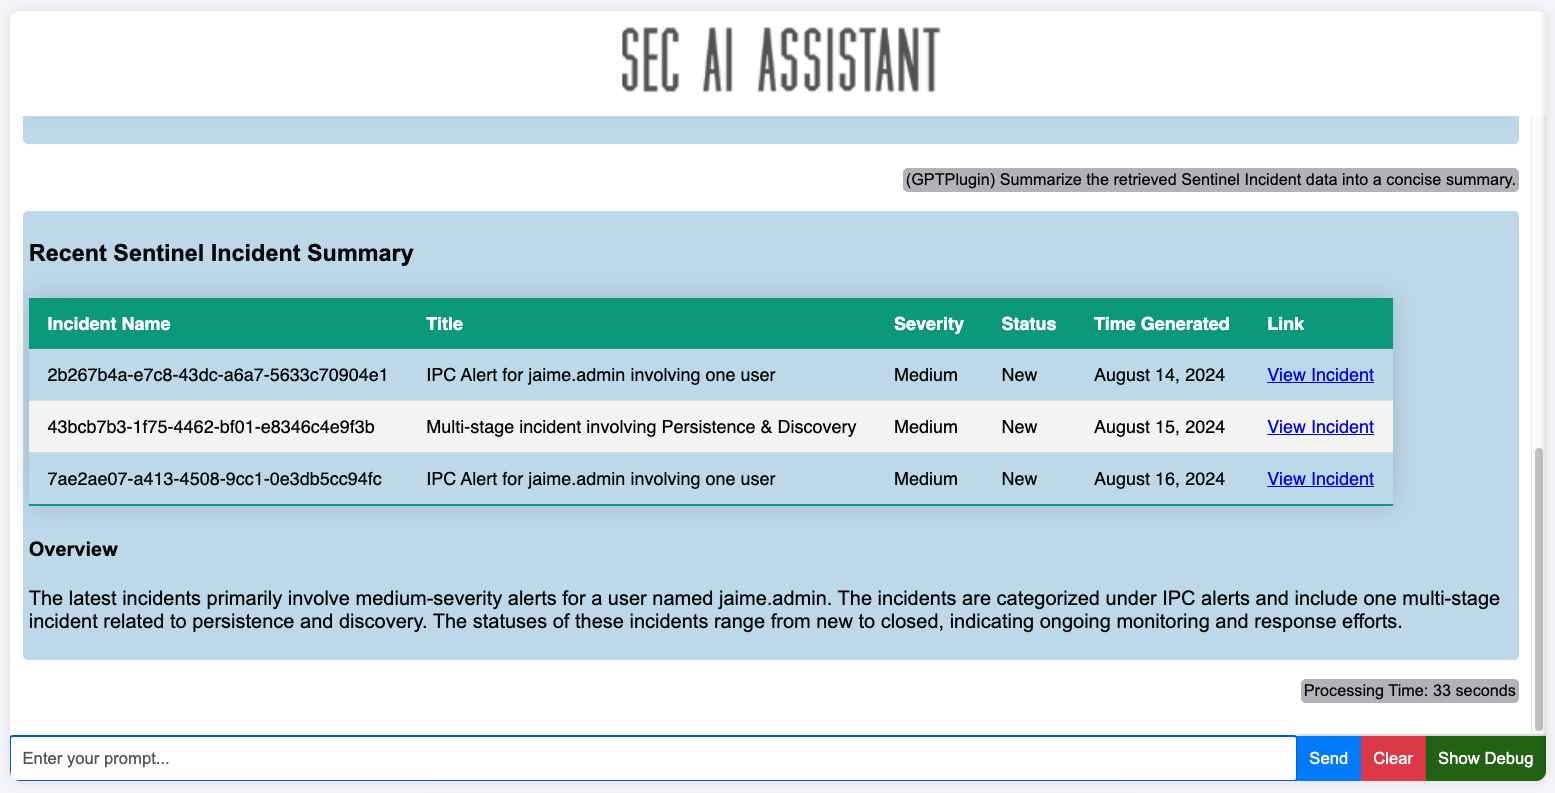 SEC AI ASSISTANT
(GPTPlugin) Summarize the retrieved Sentinel Incident data into a concise summary.
Recent Sentinel Incident Summary
Incident Name Title Severity Status Time Generated Link
2b267b4a-e7c8-43dc-a6a7-5633c70904e1 IPC Alert for jaime.admin involving one user Medium New August 14, 2024 View Incident
43bcb7b3-1f75-4462-bf01-e8346c4e9f3b Multi-stage incident involving Persistence & Discovery Medium New August 15, 2024 View Incident
7ae2ae07-a413-4508-9cc1-0e3db5cc94fc IPC Alert for jaime.admin involving one user Medium New August 16, 2024 View Incident
Overview
The latest incidents primarily involve medium-severity alerts for a user named jaime.admin. The incidents are categorized under IPC alerts and include one multi-stage
incident related to persistence and discovery. The statuses of these incidents range from new to closed, indicating ongoing monitoring and response efforts.
Processing Time: 33 seconds
Enter your prompt... Send Clear Show Debug